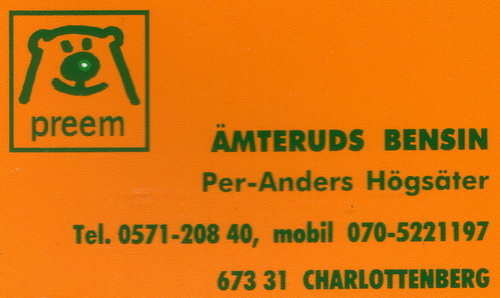 preem
ÄMTERUDS BENSIN
Per-Anders Högsäter
Tel. 0571-208 40, mobil 070-5221197
673 31 CHARLOTTENBERG